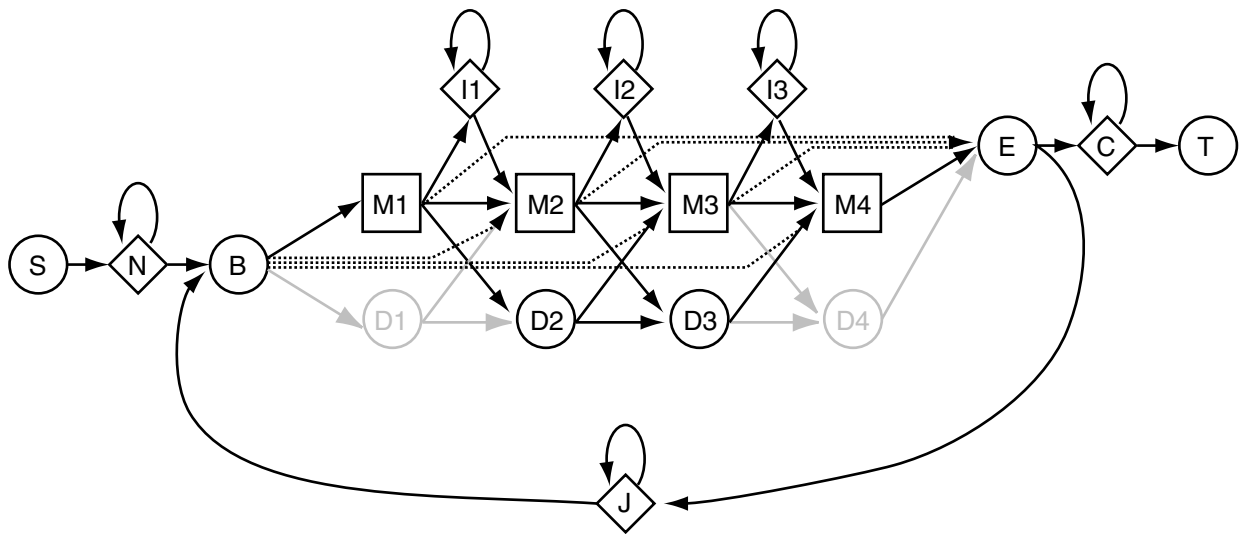 I1 I2 I3
E C T
M1 M2 M3 M4
S N B
D1 D2 D3 D4
J